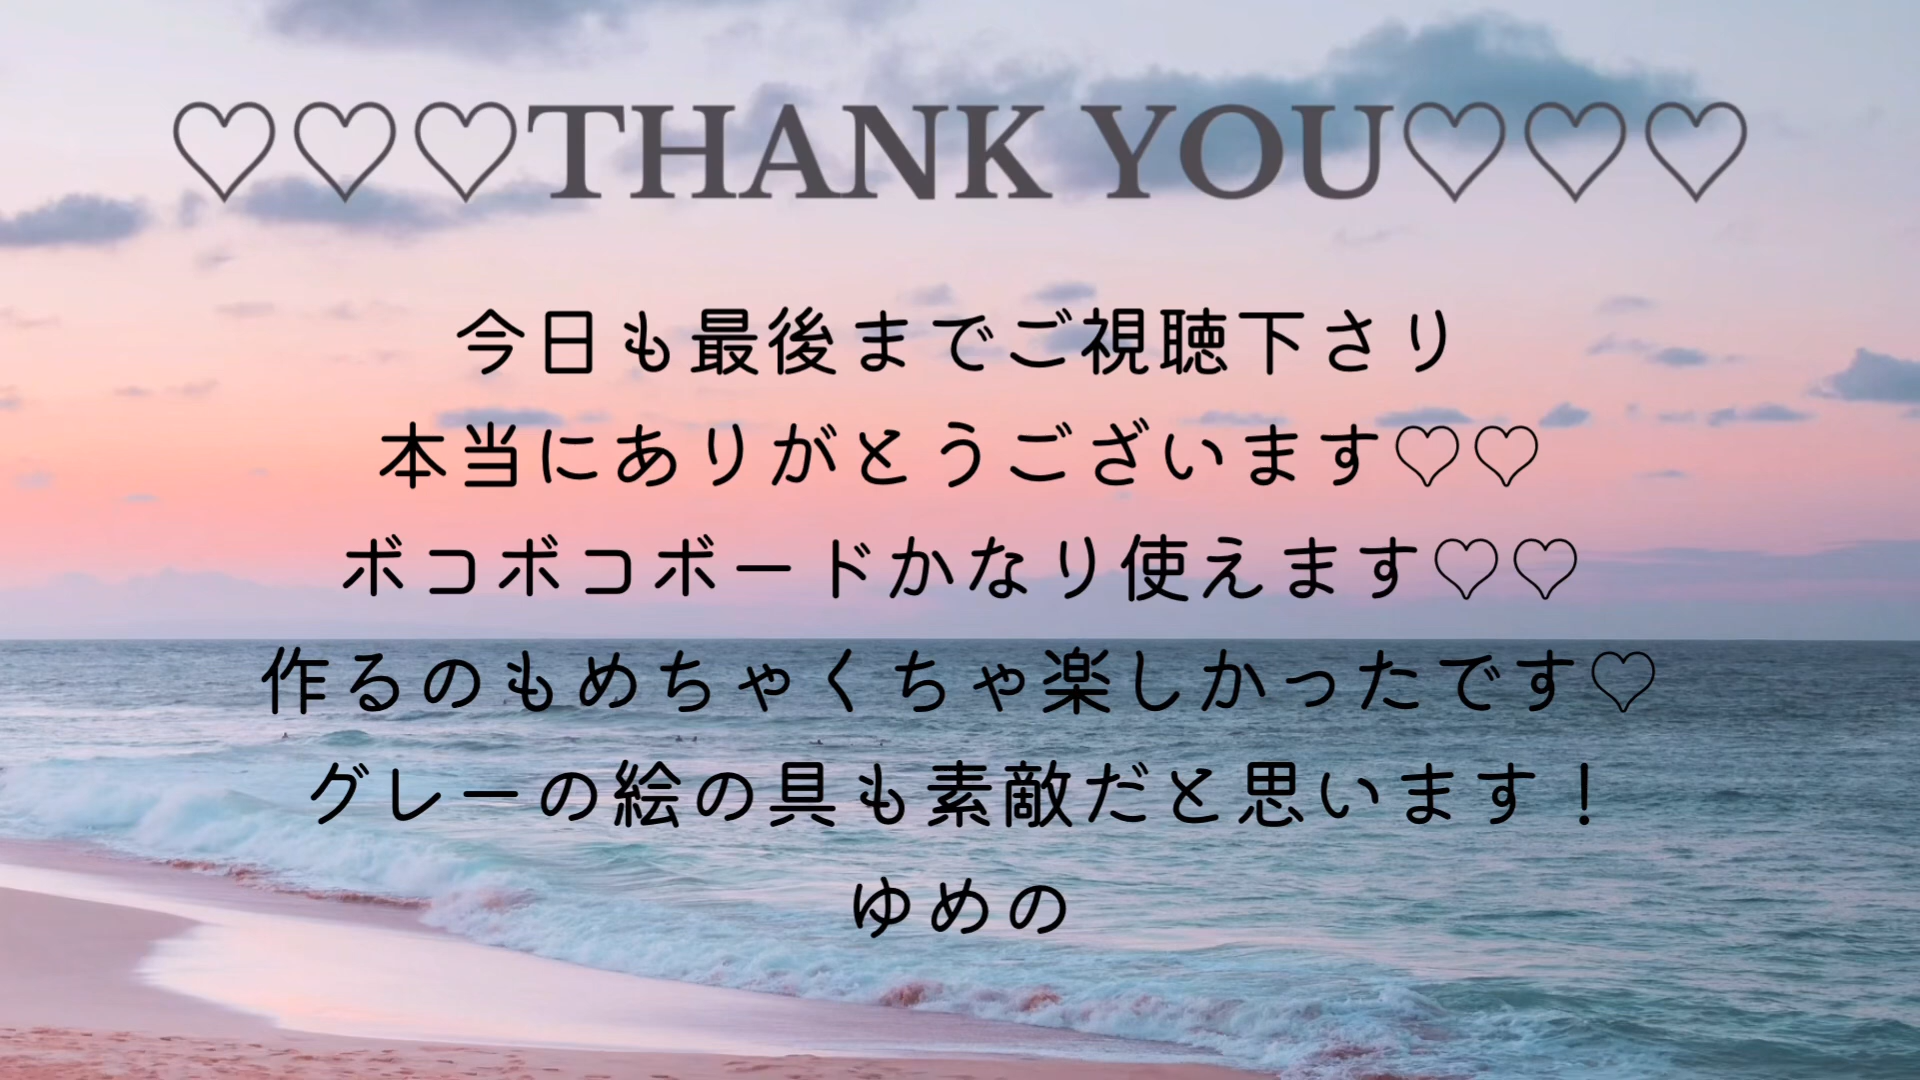 ♡♡♡THANK YOU♡♡♡
今日も最後までご視聴下さり
本当にありがとうございます♡♡
ボコボコボードかなり使えます♡♡
作るのもめちゃくちゃ楽しかったです♡
グレーの絵の具も素敵だと思います！
ゆめの